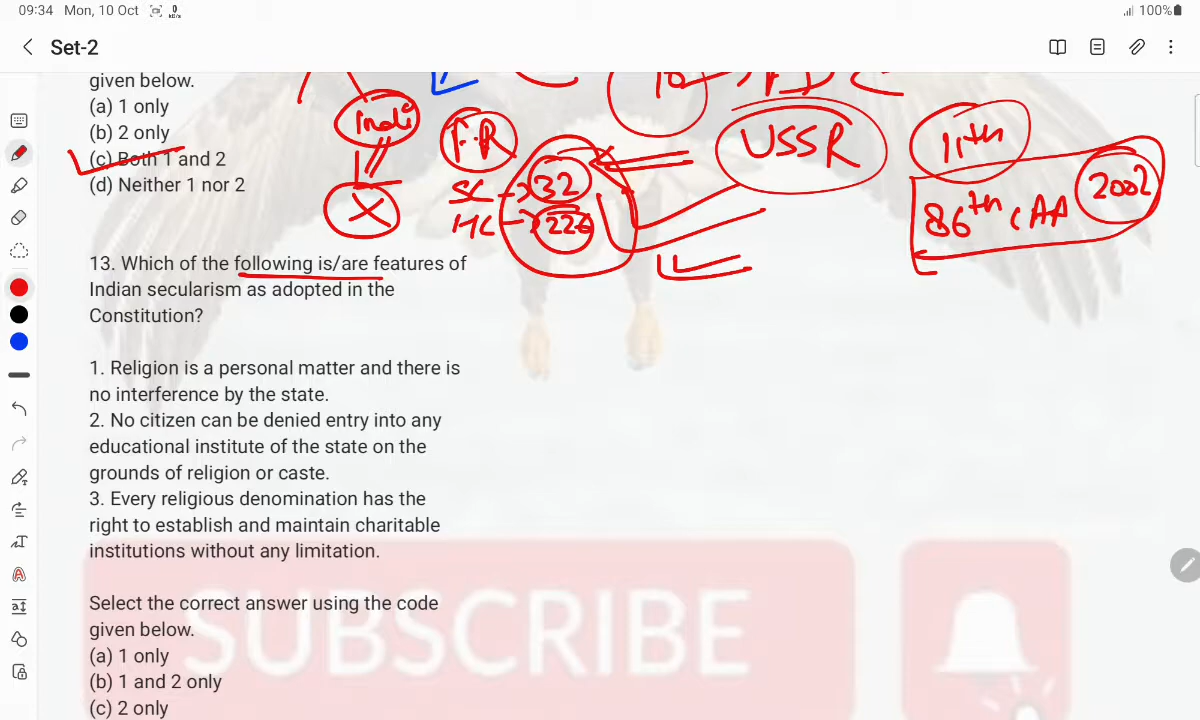 09:34 Mon, 10 Oct
100%
Set-2
given below.
(a) 1 only
(b) 2 only
(c) Both 1 and 2
(d) Neither 1 nor 2
Indi
F.R
SC → 32
HC → 226
USSR
11th
86th CAA
2002
13. Which of the following is/are features of
Indian secularism as adopted in the
Constitution?
1. Religion is a personal matter and there is
no interference by the state.
2. No citizen can be denied entry into any
educational institute of the state on the
grounds of religion or caste.
3. Every religious denomination has the
right to establish and maintain charitable
institutions without any limitation.
Select the correct answer using the code
given below.
(a) 1 only
(b) 1 and 2 only
(c) 2 only
SUBSCRIBE